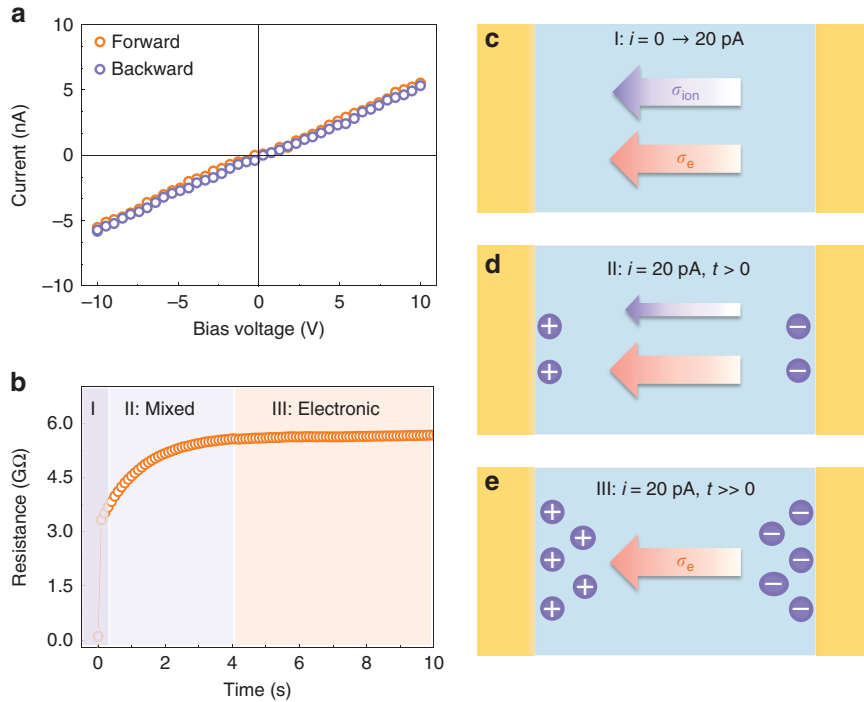 a
10
5
0
−5
−10
Current (nA)
Forward
Backward
−10
−5
0
5
10
Bias voltage (V)
b
6.0
4.5
3.0
1.5
0.0
Resistance (GΩ)
I
II: Mixed
III: Electronic
0
2
4
6
8
10
Time (s)
c
I: i = 0 → 20 pA
σion
σe
d
II: i = 20 pA, t > 0
+ −
+ −
e
III: i = 20 pA, t >> 0
+ −
+ −
+ −
+ −
+ −
σe